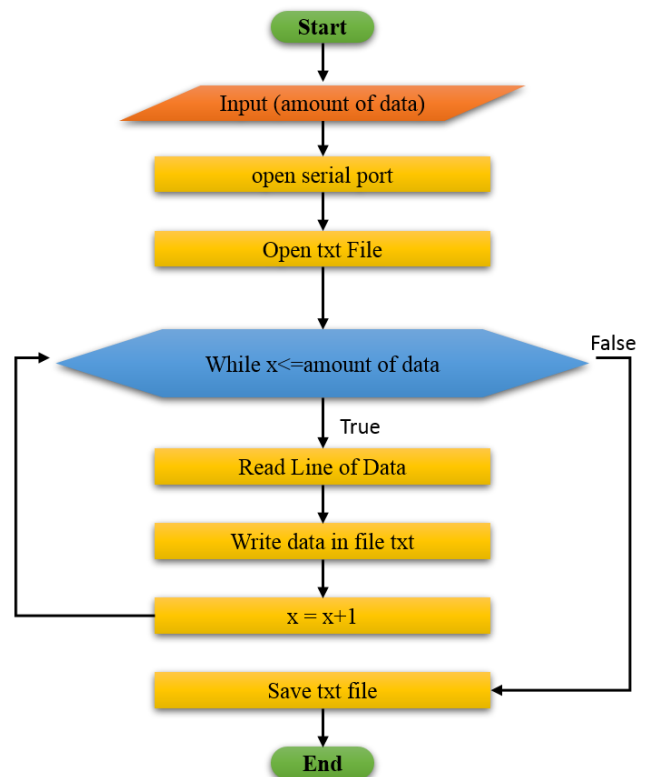 Start
Input (amount of data)
open serial port
Open txt File
While x<=amount of data
False
True
Read Line of Data
Write data in file txt
x = x+1
Save txt file
End